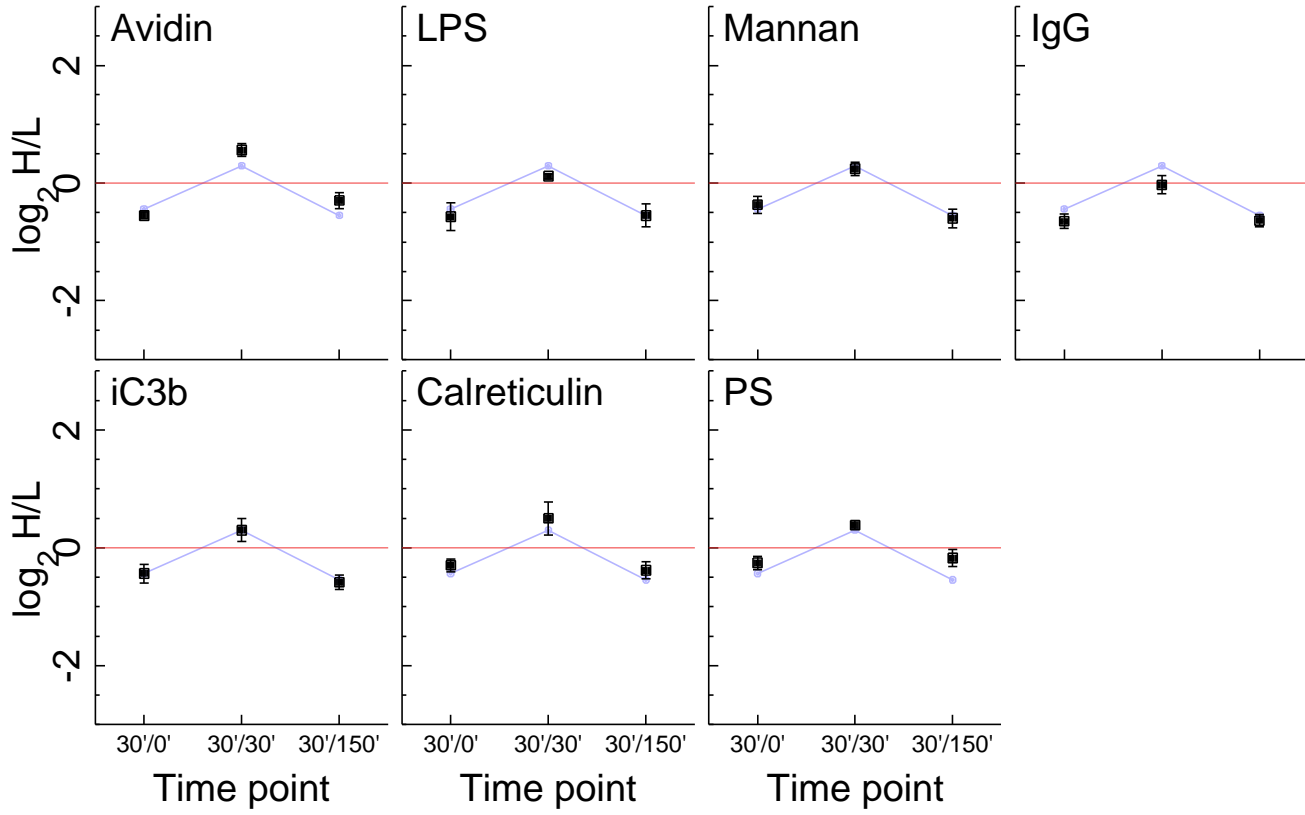 Avidin LPS Mannan IgG
2
0
-2
log2 H/L
iC3b Calreticulin PS
2
0
-2
log2 H/L
30'/0' 30'/30' 30'/150' 30'/0' 30'/30' 30'/150' 30'/0' 30'/30' 30'/150'
Time point Time point Time point